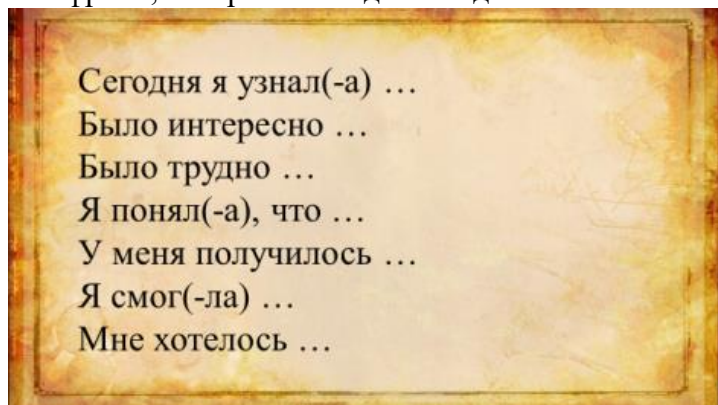 Сегодня я узнал(-а) …
Было интересно …
Было трудно …
Я понял(-а), что …
У меня получилось …
Я смог(-ла) …
Мне хотелось …